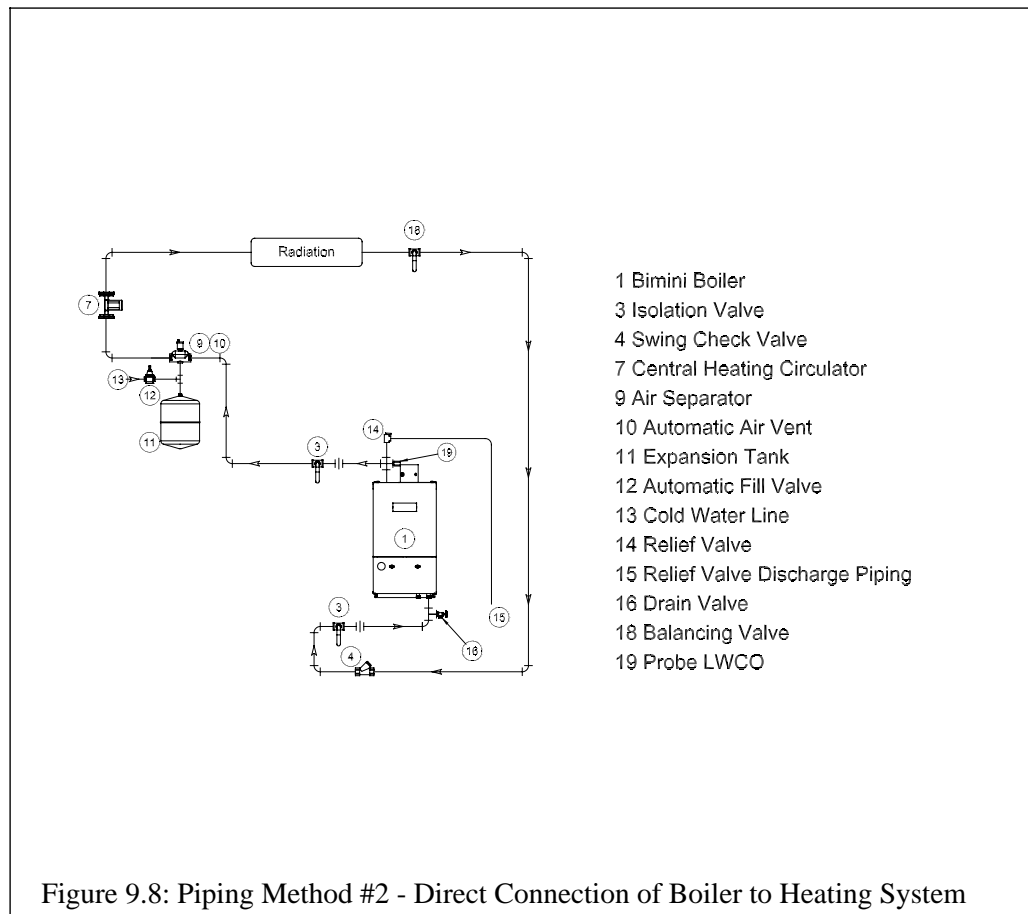 18
Radiation
7
9 10
13
12
11
3
14
19
1
3
15
16
4
1 Bimini Boiler
3 Isolation Valve
4 Swing Check Valve
7 Central Heating Circulator
9 Air Separator
10 Automatic Air Vent
11 Expansion Tank
12 Automatic Fill Valve
13 Cold Water Line
14 Relief Valve
15 Relief Valve Discharge Piping
16 Drain Valve
18 Balancing Valve
19 Probe LWCO
Figure 9.8: Piping Method #2 - Direct Connection of Boiler to Heating System